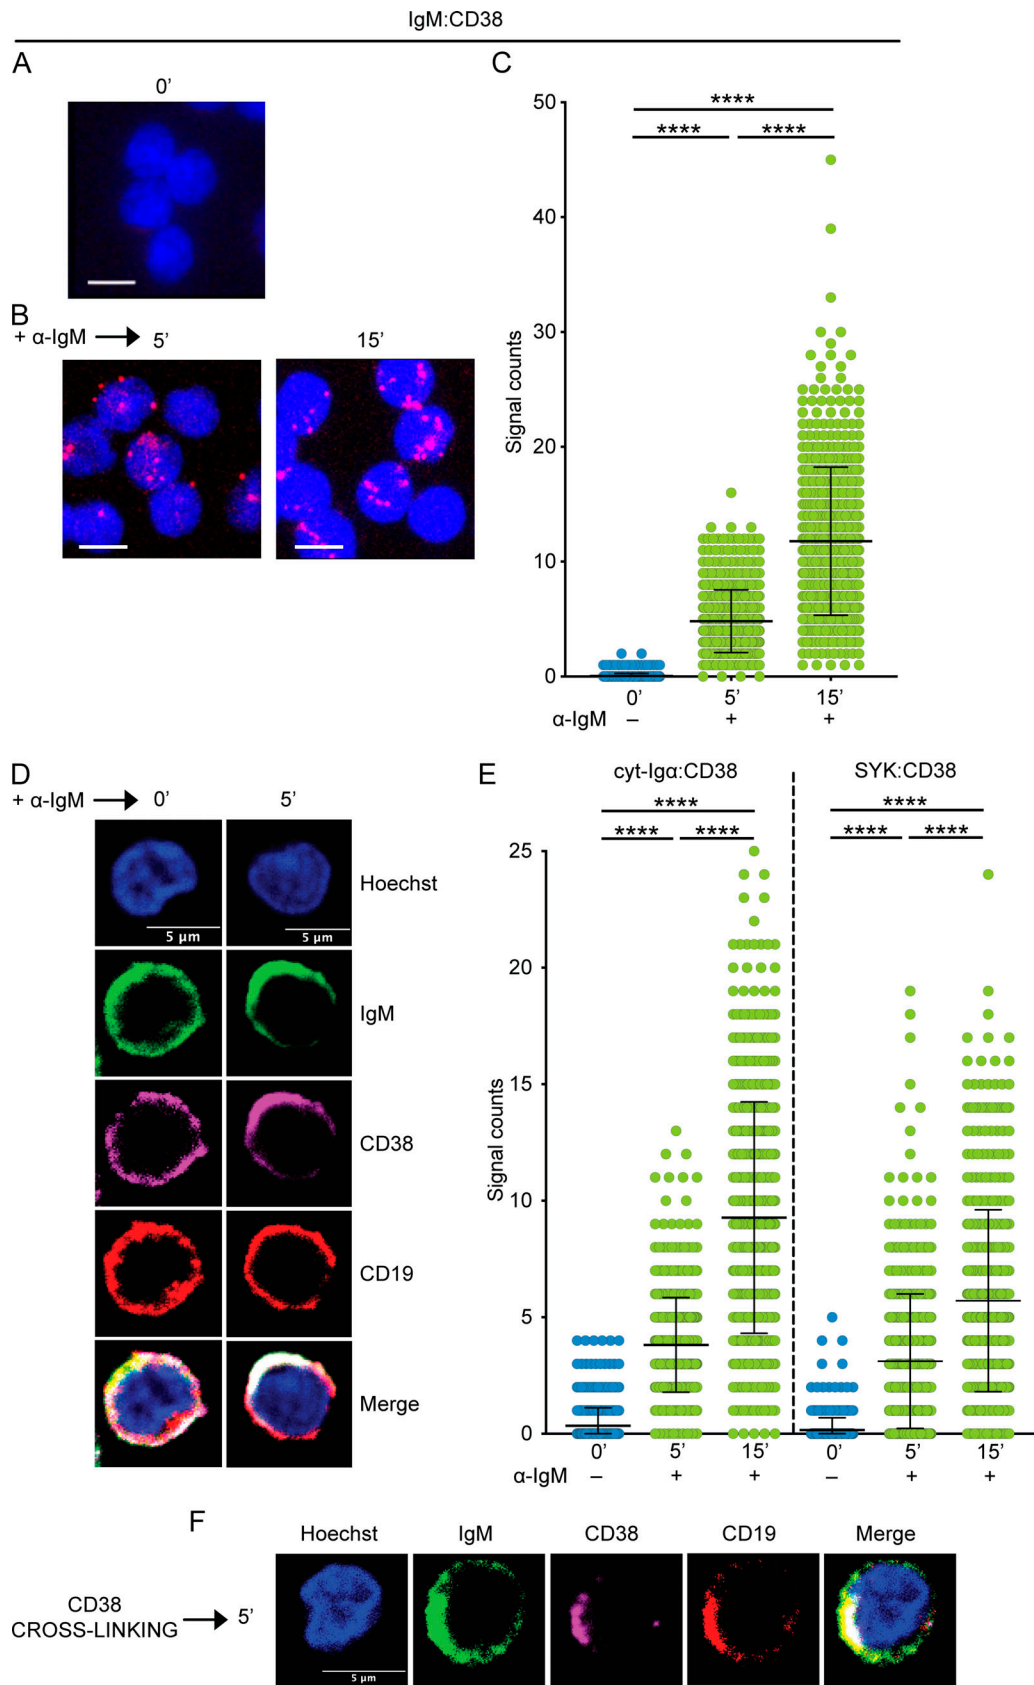 IgM:CD38
A
0'
B
+ α-IgM
5'
15'
C
****
****
****
50
40
30
20
10
0
Signal counts
0'
5'
15'
α-IgM
–
+
+
D
+ α-IgM
0'
5'
Hoechst
5 μm
5 μm
IgM
CD38
CD19
Merge
E
cyt-Igα:CD38
SYK:CD38
****
****
****
****
****
****
25
20
15
10
5
0
Signal counts
0'
5'
15'
0'
5'
15'
α-IgM
–
+
+
–
+
+
F
Hoechst
IgM
CD38
CD19
Merge
CD38
CROSS-LINKING
5'
5 μm